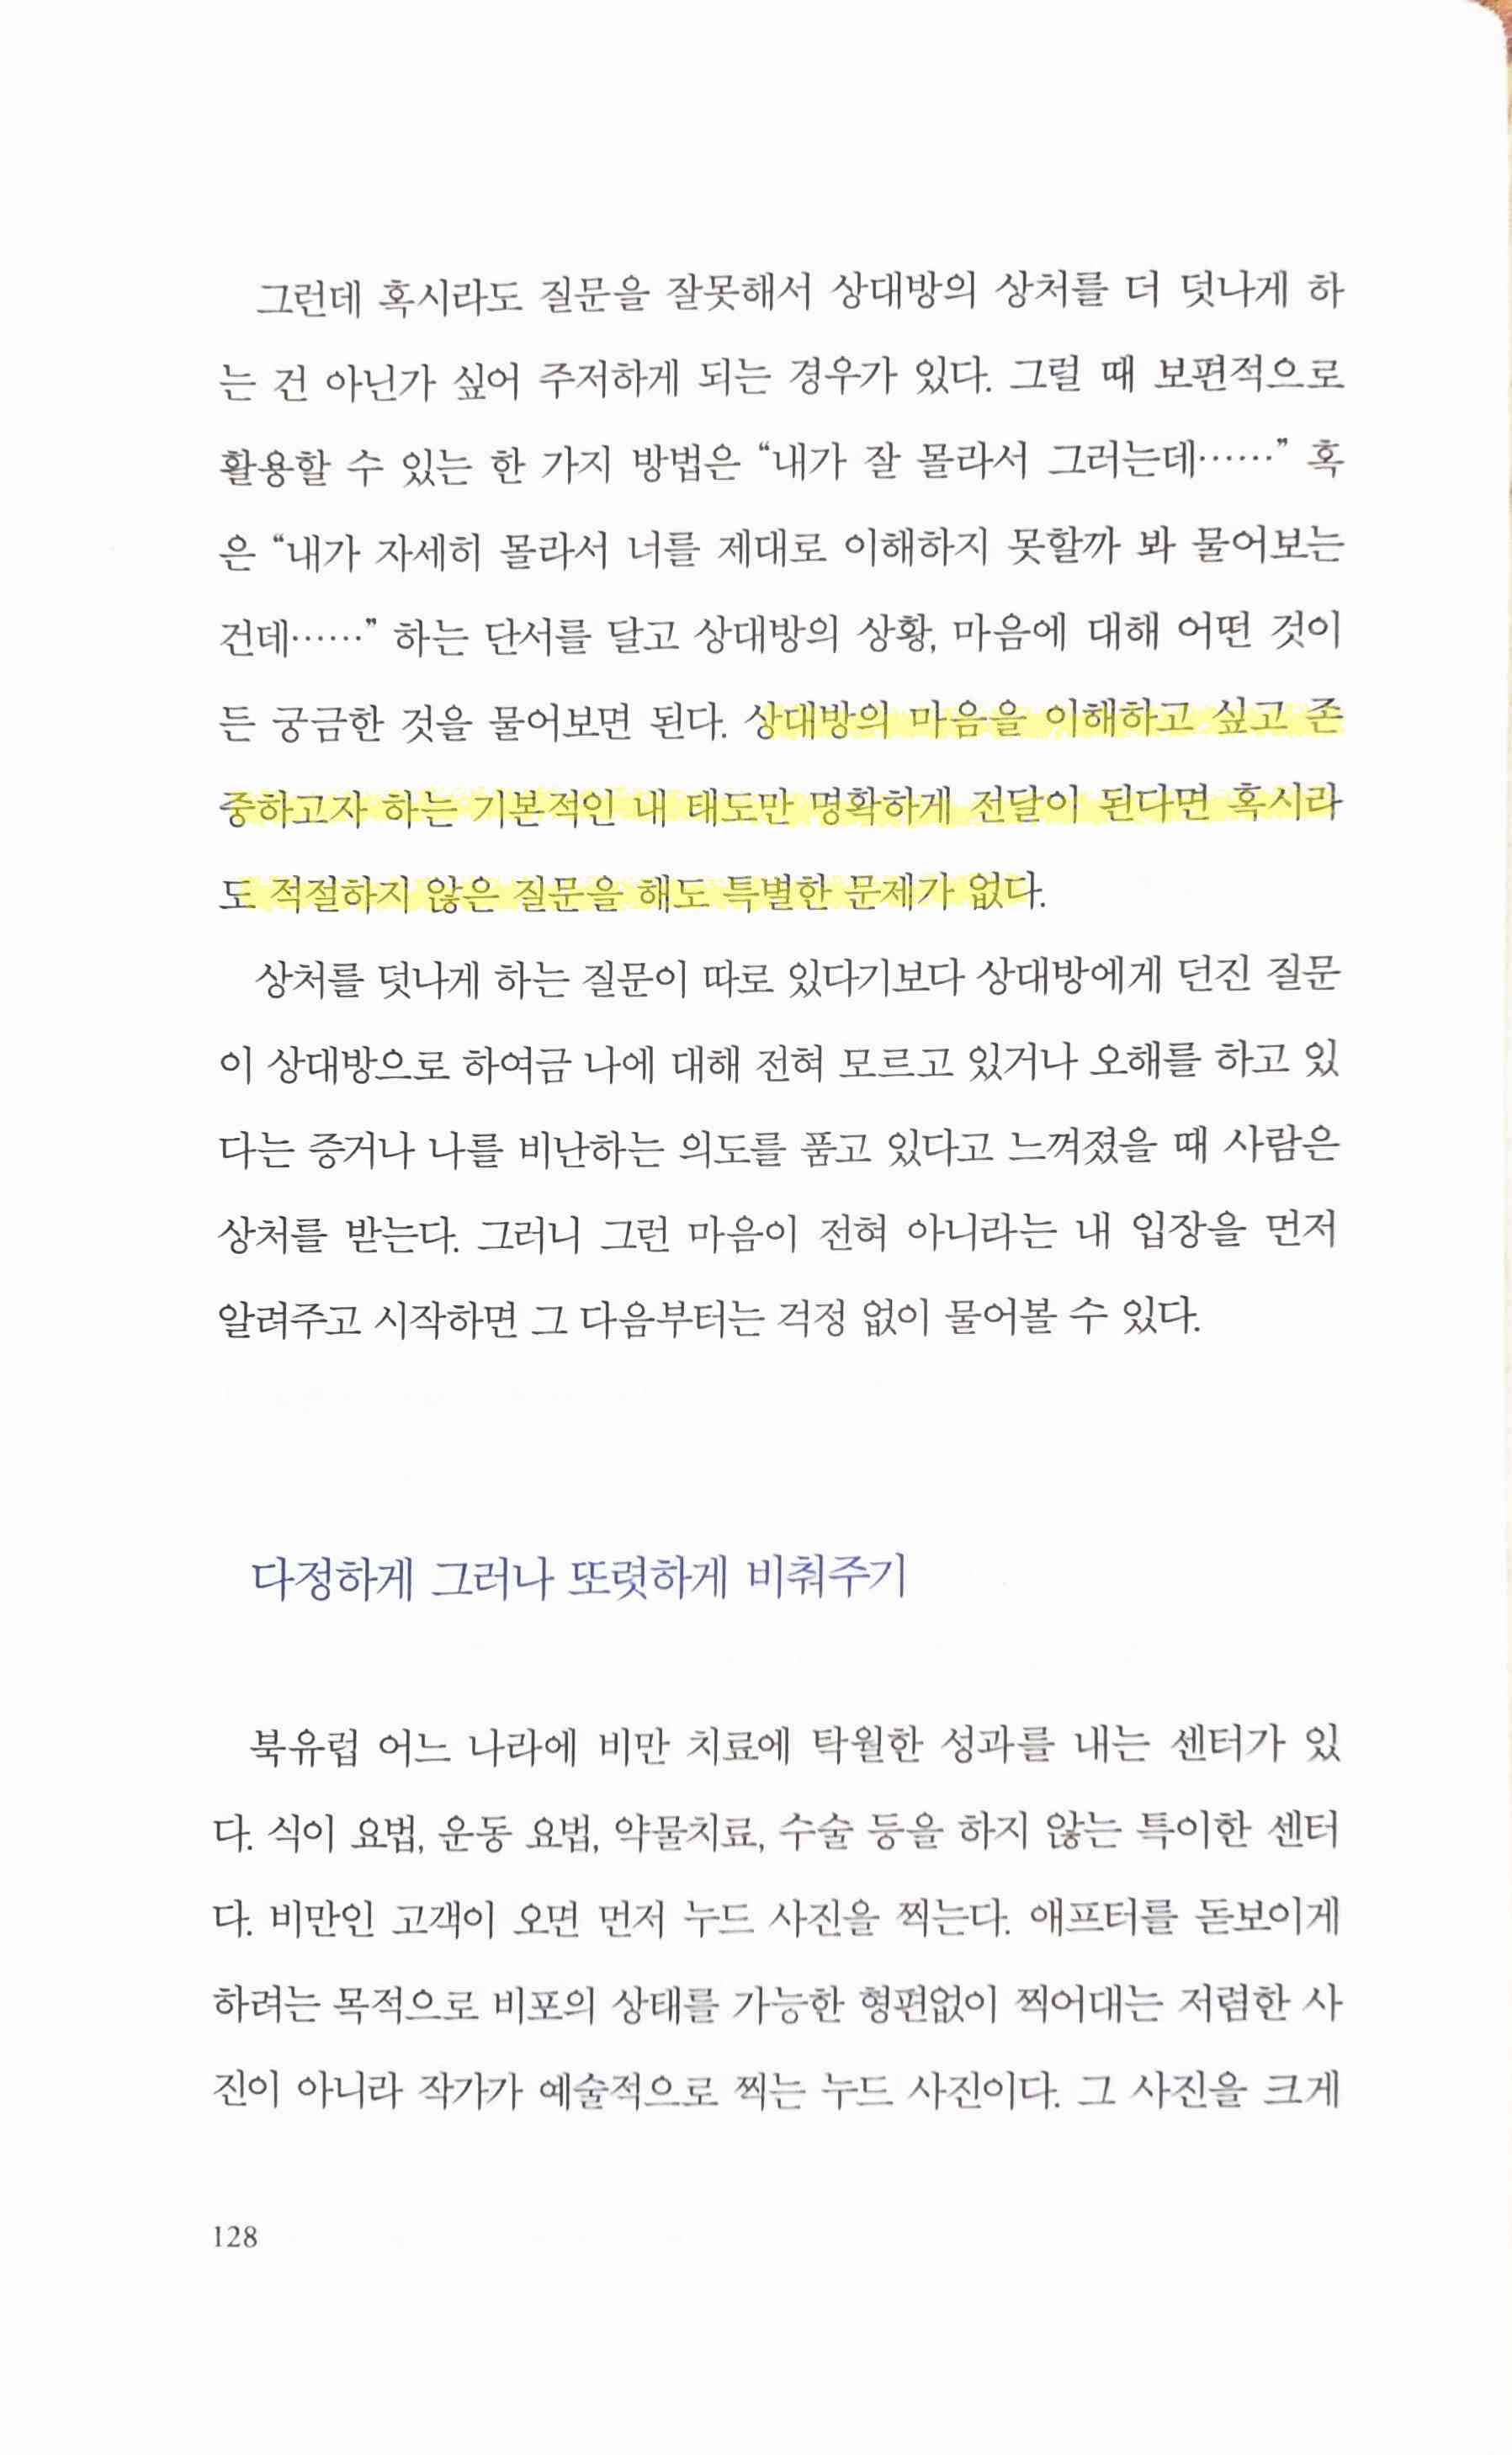 그런데 혹시라도 질문을 잘못해서 상대방의 상처를 더 덧나게 하
는 건 아닌가 싶어 주저하게 되는 경우가 있다. 그럴 때 보편적으로
활용할 수 있는 한 가지 방법은 “내가 잘 몰라서 그러는데……” 혹
은 “내가 자세히 몰라서 너를 제대로 이해하지 못할까 봐 물어보는
건데……” 하는 단서를 달고 상대방의 상황, 마음에 대해 어떤 것이
든 궁금한 것을 물어보면 된다. 상대방의 마음을 이해하고 싶고 존
중하고자 하는 기본적인 내 태도만 명확하게 전달이 된다면 혹시라
도 적절하지 않은 질문을 해도 특별한 문제가 없다.
상처를 덧나게 하는 질문이 따로 있다기보다 상대방에게 던진 질문
이 상대방으로 하여금 나에 대해 전혀 모르고 있거나 오해를 하고 있
다는 증거나 나를 비난하는 의도를 품고 있다고 느껴졌을 때 사람은
상처를 받는다. 그러니 그런 마음이 전혀 아니라는 내 입장을 먼저
알려주고 시작하면 그 다음부터는 걱정 없이 물어볼 수 있다.
다정하게 그러나 또렷하게 비춰주기
북유럽 어느 나라에 비만 치료에 탁월한 성과를 내는 센터가 있
다. 식이 요법, 운동 요법, 약물치료, 수술 등을 하지 않는 특이한 센터
다. 비만인 고객이 오면 먼저 누드 사진을 찍는다. 애프터를 돋보이게
하려는 목적으로 비포의 상태를 가능한 형편없이 찍어대는 저렴한 사
진이 아니라 작가가 예술적으로 찍는 누드 사진이다. 그 사진을 크게
128